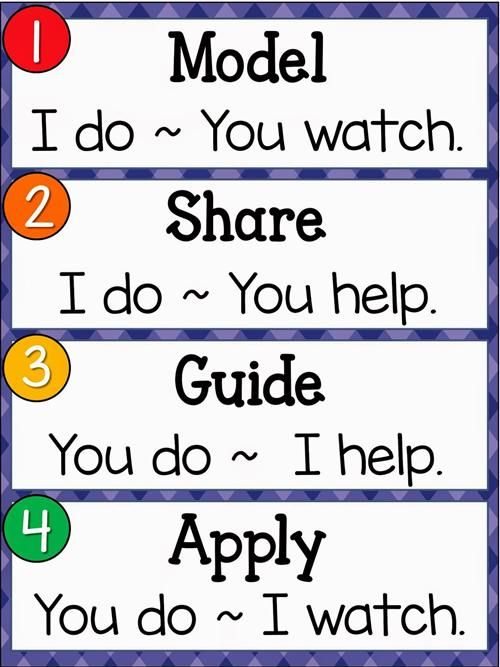 1
Model
I do ~ You watch.
2
Share
I do ~ You help.
3
Guide
You do ~ I help.
4
Apply
You do ~ I watch.